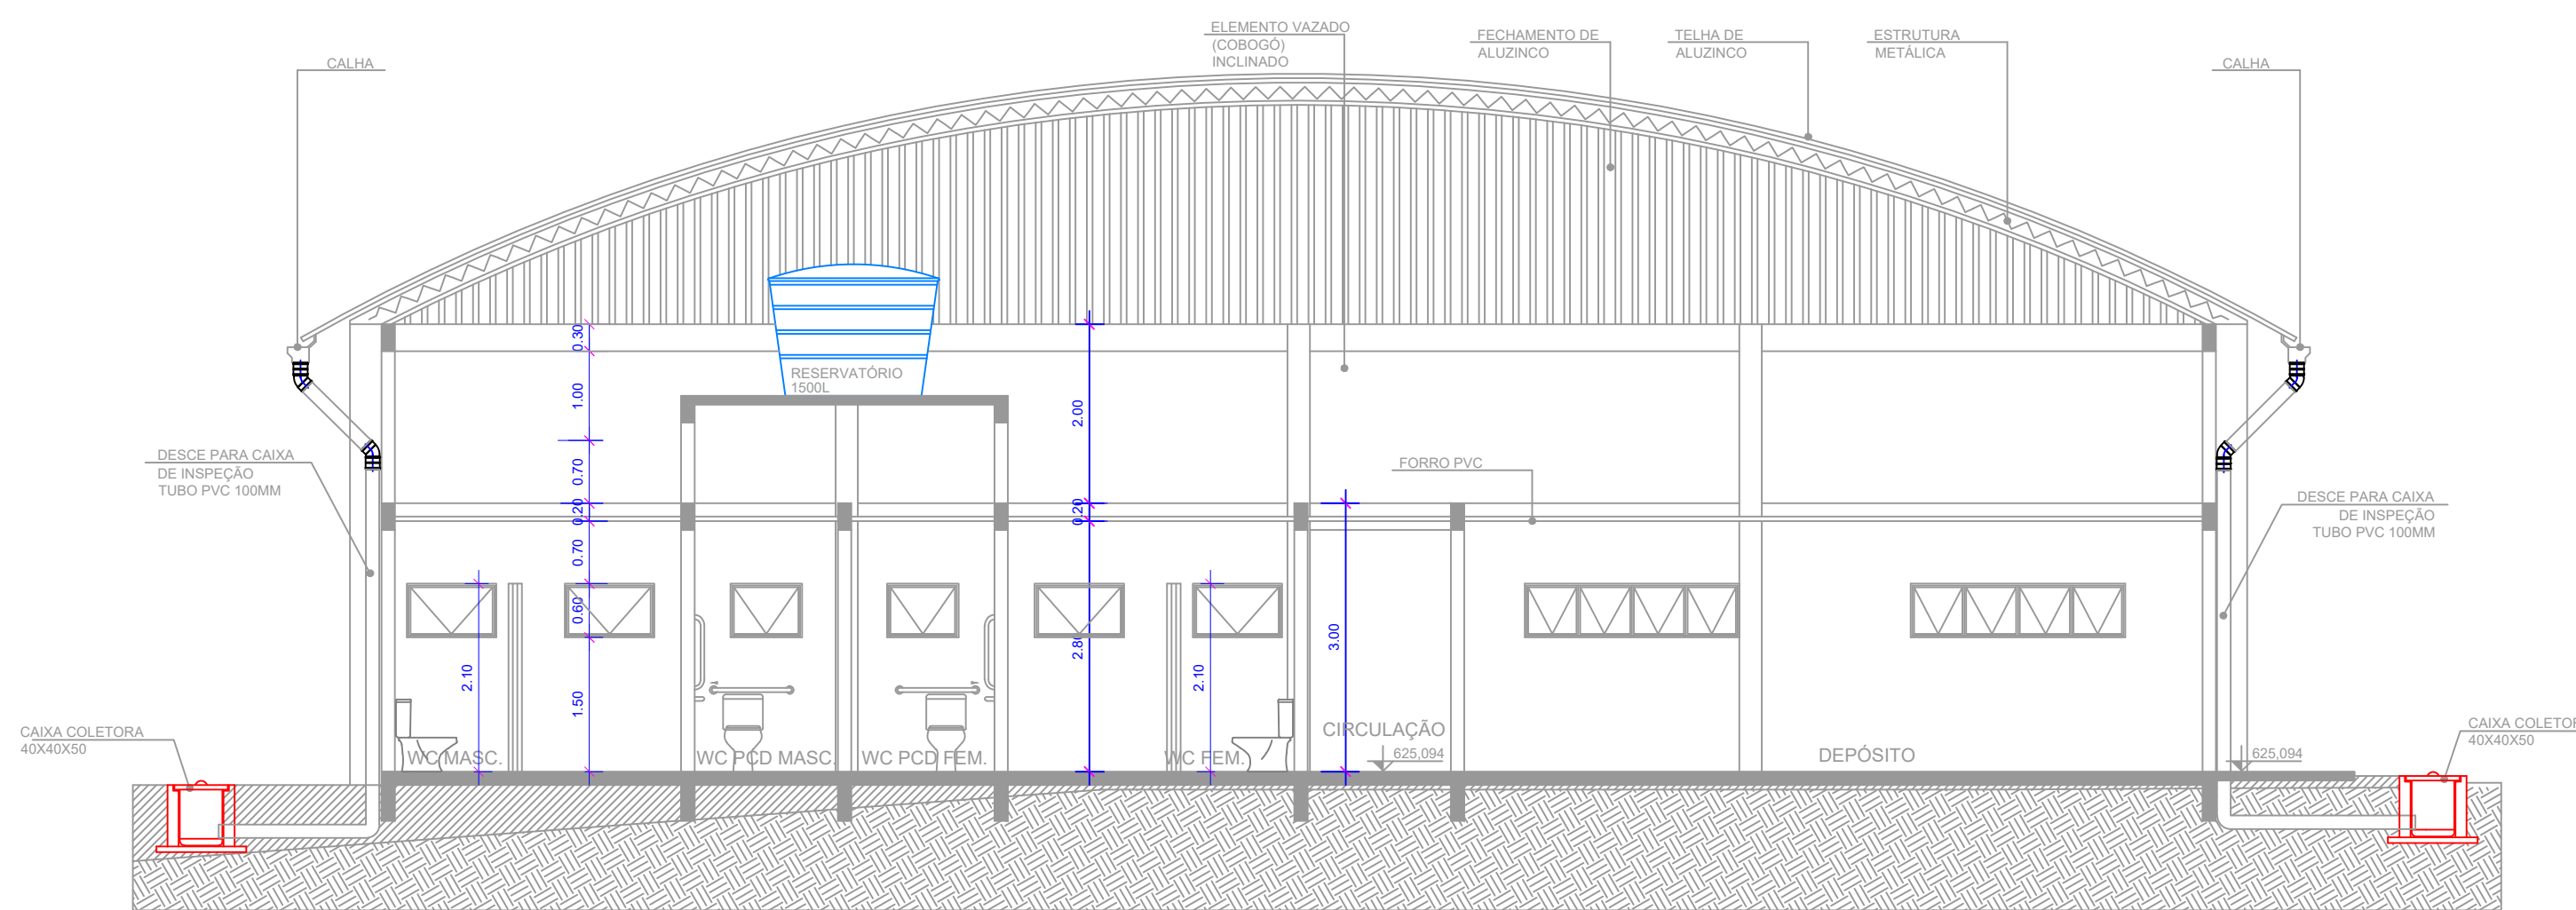 ELEMENTO VAZADO
(COBOGÓ)
INCLINADO
FECHAMENTO DE
ALUZINCO
TELHA DE
ALUZINCO
ESTRUTURA
METÁLICA
CALHA
CALHA
0.30
1.00
0.70
0.20
0.70
0.60
1.50
RESERVATÓRIO
1500L
2.00
0.20
FORRO PVC
3.00
DESCE PARA CAIXA
DE INSPEÇÃO
TUBO PVC 100MM
DESCE PARA CAIXA
DE INSPEÇÃO
TUBO PVC 100MM
2.10
2.80
2.10
CAIXA COLETORA
40X40X50
CAIXA COLETOR
40X40X50
WC MASC.
WC PCD MASC.
WC PCD FEM.
WC FEM.
CIRCULAÇÃO
625,094
DEPÓSITO
625,094